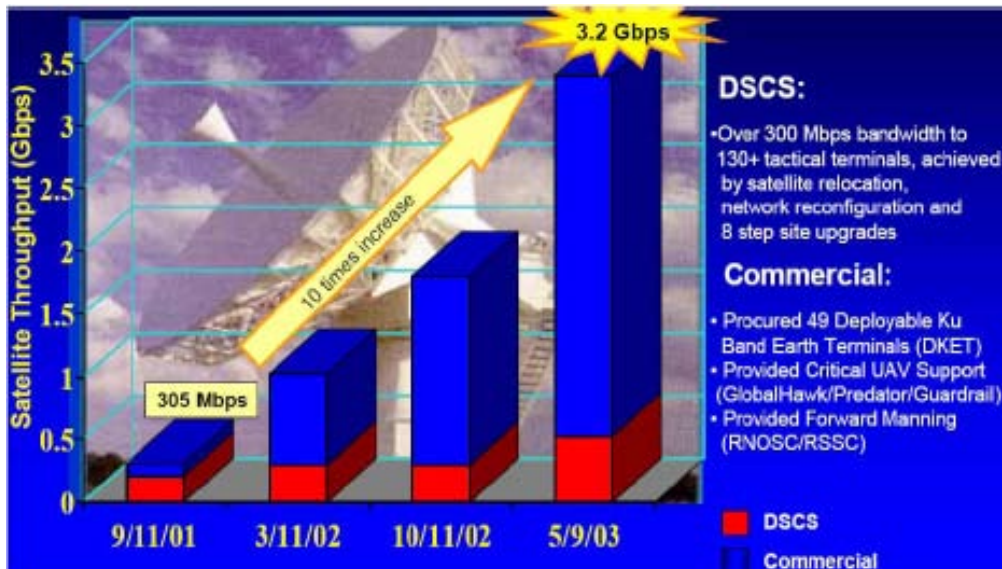 3.2 Gbps
Satellite Throughput (Gbps)
3.5
3
2.5
2
1.5
1
0.5
0
10 times increase
305 Mbps
9/11/01
3/11/02
10/11/02
5/9/03
DSCS:
•Over 300 Mbps bandwidth to
130+ tactical terminals, achieved
by satellite relocation,
network reconfiguration and
8 step site upgrades
Commercial:
• Procured 49 Deployable Ku
Band Earth Terminals (DKET)
• Provided Critical UAV Support
(GlobalHawk/Predator/Guardrail)
• Provided Forward Manning
(RNOSC/RSSC)
DSCS
Commercial